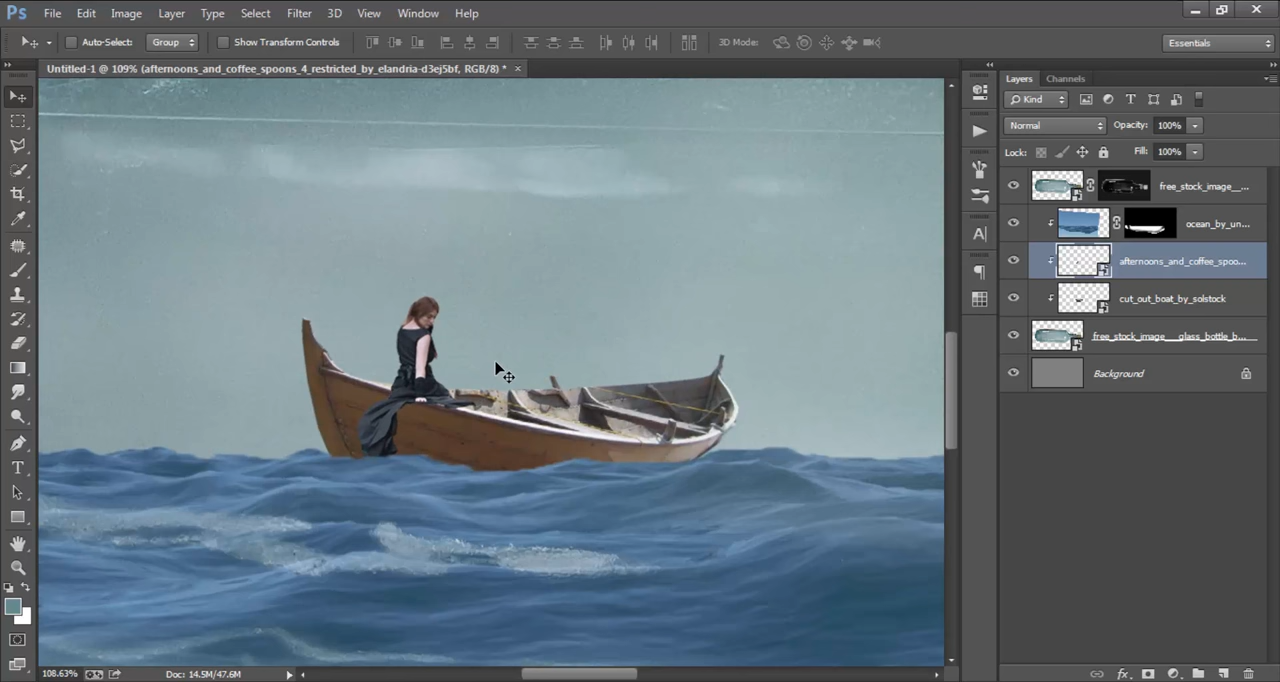 Ps File Edit Image Layer Type Select Filter 3D View Window Help
Auto-Select: Group Show Transform Controls 3D Mode: Essentials
Untitled-1 @ 109% (afternoons_and_coffee_spoons_4_restricted_by_elandria-d3ej5bf, RGB/8) * ×
Layers Channels
Kind
Normal Opacity: 100%
Lock: Fill: 100%
free_stock_image__...
ocean_by_un...
afternoons_and_coffee_spoo...
cut_out_boat_by_solstock
free_stock_image___glass_bottle_b...
Background
108.63% Doc: 14.5M/47.6M